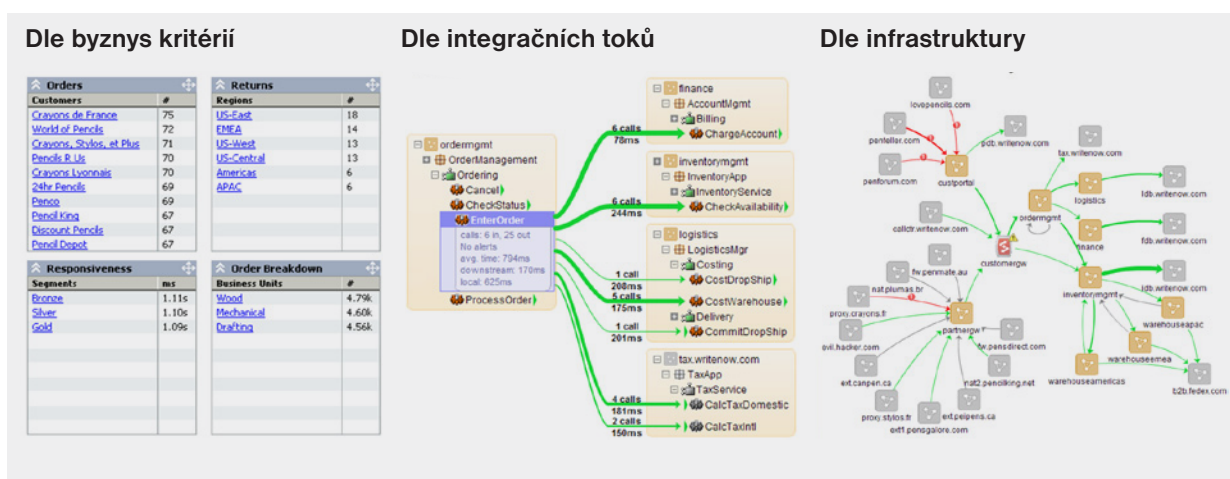 Dle byznys kritérií
Dle integračních toků
Dle infrastruktury
Orders
Customers #
Crayons de France 75
World of Pencils 72
Crayons, Stylos, et Plus 71
Pencils R Us 70
Crayons Lyonnais 70
24hr Pencils 69
Penco 69
Pencil King 67
Discount Pencils 67
Pencil Depot 67
Returns
Regions #
US-East 18
EMEA 14
US-West 13
US-Central 13
Americas 6
APAC 6
Responsiveness
Segments ms
Bronze 1.11s
Silver 1.10s
Gold 1.09s
Order Breakdown
Business Units #
Wood 4.79k
Mechanical 4.60k
Drafting 4.56k
ordermgmt
OrderManagement
Ordering
Cancel
CheckStatus
EnterOrder
calls: 6 in, 25 out
No alerts
avg. time: 794ms
downstream: 170ms
local: 625ms
ProcessOrder
6 calls
78ms
6 calls
244ms
1 call
208ms
5 calls
175ms
1 call
201ms
4 calls
181ms
2 calls
150ms
finance
AccountMgmt
Billing
ChargeAccount
inventorymgmt
InventoryApp
InventoryService
CheckAvailability
logistics
LogisticsMgr
Costing
CostDropShip
CostWarehouse
Delivery
CommitDropShip
tax.writenow.com
TaxApp
TaxService
CalcTaxDomestic
CalcTaxIntl
lovepencils.com
penteller.com
pdb.writenow.com
tax.writenow.com
penforum.com
custportal
logistics
ldb.writenow.com
ordermgmt
callctr.writenow.com
finance
fdb.writenow.com
customergw
fw.penmate.au
nat.plumas.br
inventorymgmt
idb.writenow.com
proxy.crayons.fr
partnergw
warehouseapac
evil.hacker.com
fw.pensdirect.com
warehouseemea
ext.canpen.ca
nat2.pencilking.net
warehouseamericas
b2b.fedex.com
proxy.stylos.fr
ext.pelpens.ca
ext1.pensgalore.com